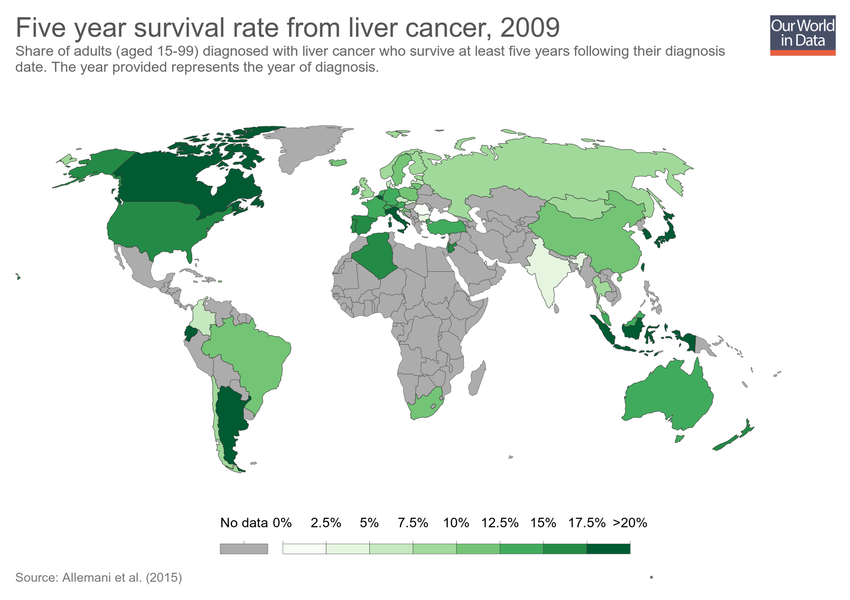 Five year survival rate from liver cancer, 2009
Share of adults (aged 15-99) diagnosed with liver cancer who survive at least five years following their diagnosis
date. The year provided represents the year of diagnosis.
Our World
in Data
No data 0% 2.5% 5% 7.5% 10% 12.5% 15% 17.5% >20%
Source: Allemani et al. (2015)